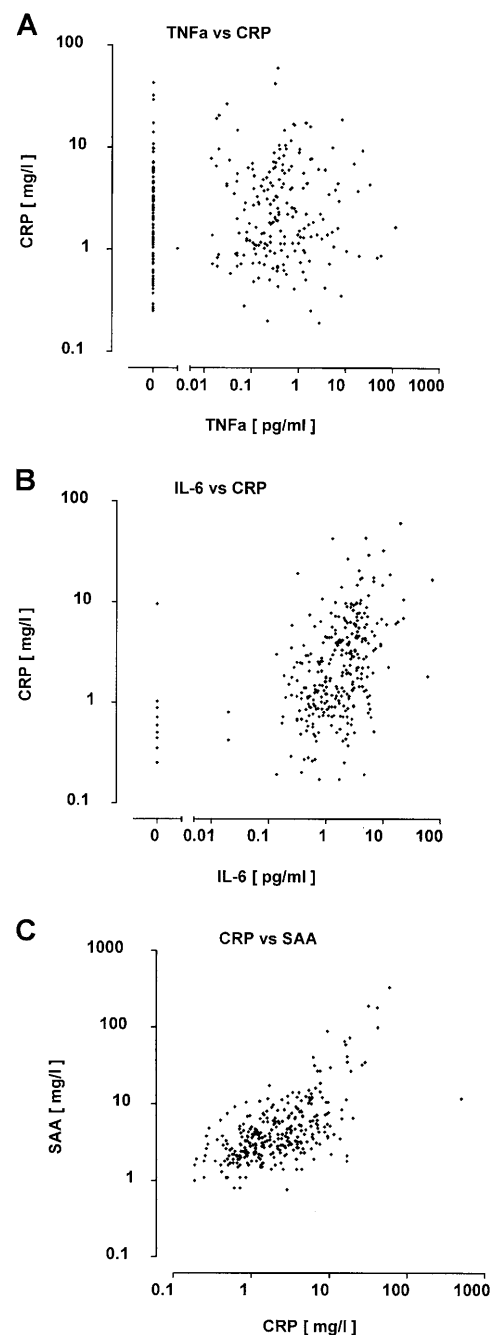 A
TNFa vs CRP
100
10
1
0.1
CRP [ mg/l ]
0 0.01 0.1 1 10 100 1000
TNFa [ pg/ml ]
B
IL-6 vs CRP
100
10
1
0.1
CRP [ mg/l ]
0 0.01 0.1 1 10 100
IL-6 [ pg/ml ]
C
CRP vs SAA
1000
100
10
1
0.1
SAA [ mg/l ]
0.1 1 10 100 1000
CRP [ mg/l ]